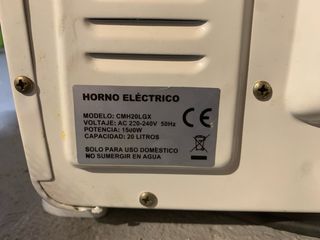 HORNO ELÉCTRICO
MODELO: CMH20LGX
VOLTAJE: AC 220-240V 50Hz
POTENCIA: 1500W
CAPACIDAD: 20 LITROS
CE
SOLO PARA USO DOMÉSTICO
NO SUMERGIR EN AGUA